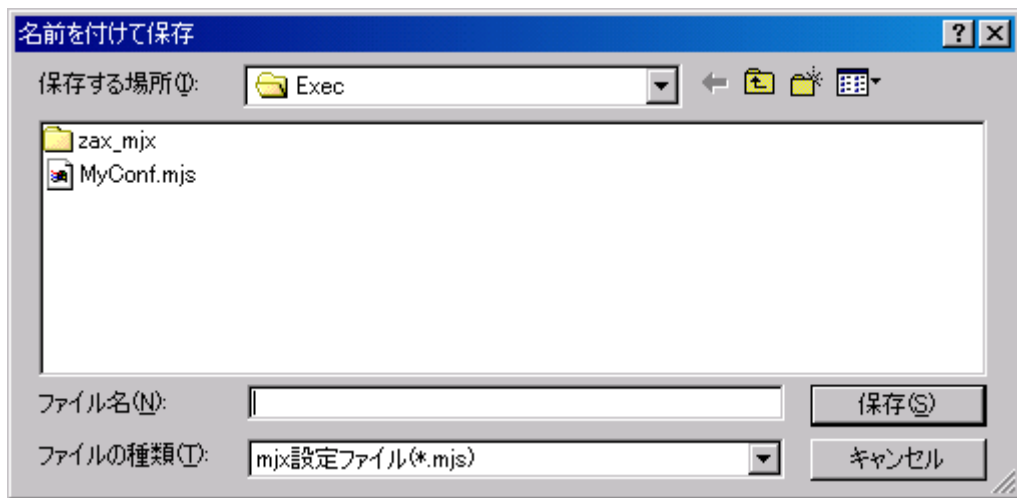 名前を付けて保存
保存する場所(I): Exec
zax_mjx
MyConf.mjs
ファイル名(N): 保存(S)
ファイルの種類(T): mjx設定ファイル(*.mjs) キャンセル